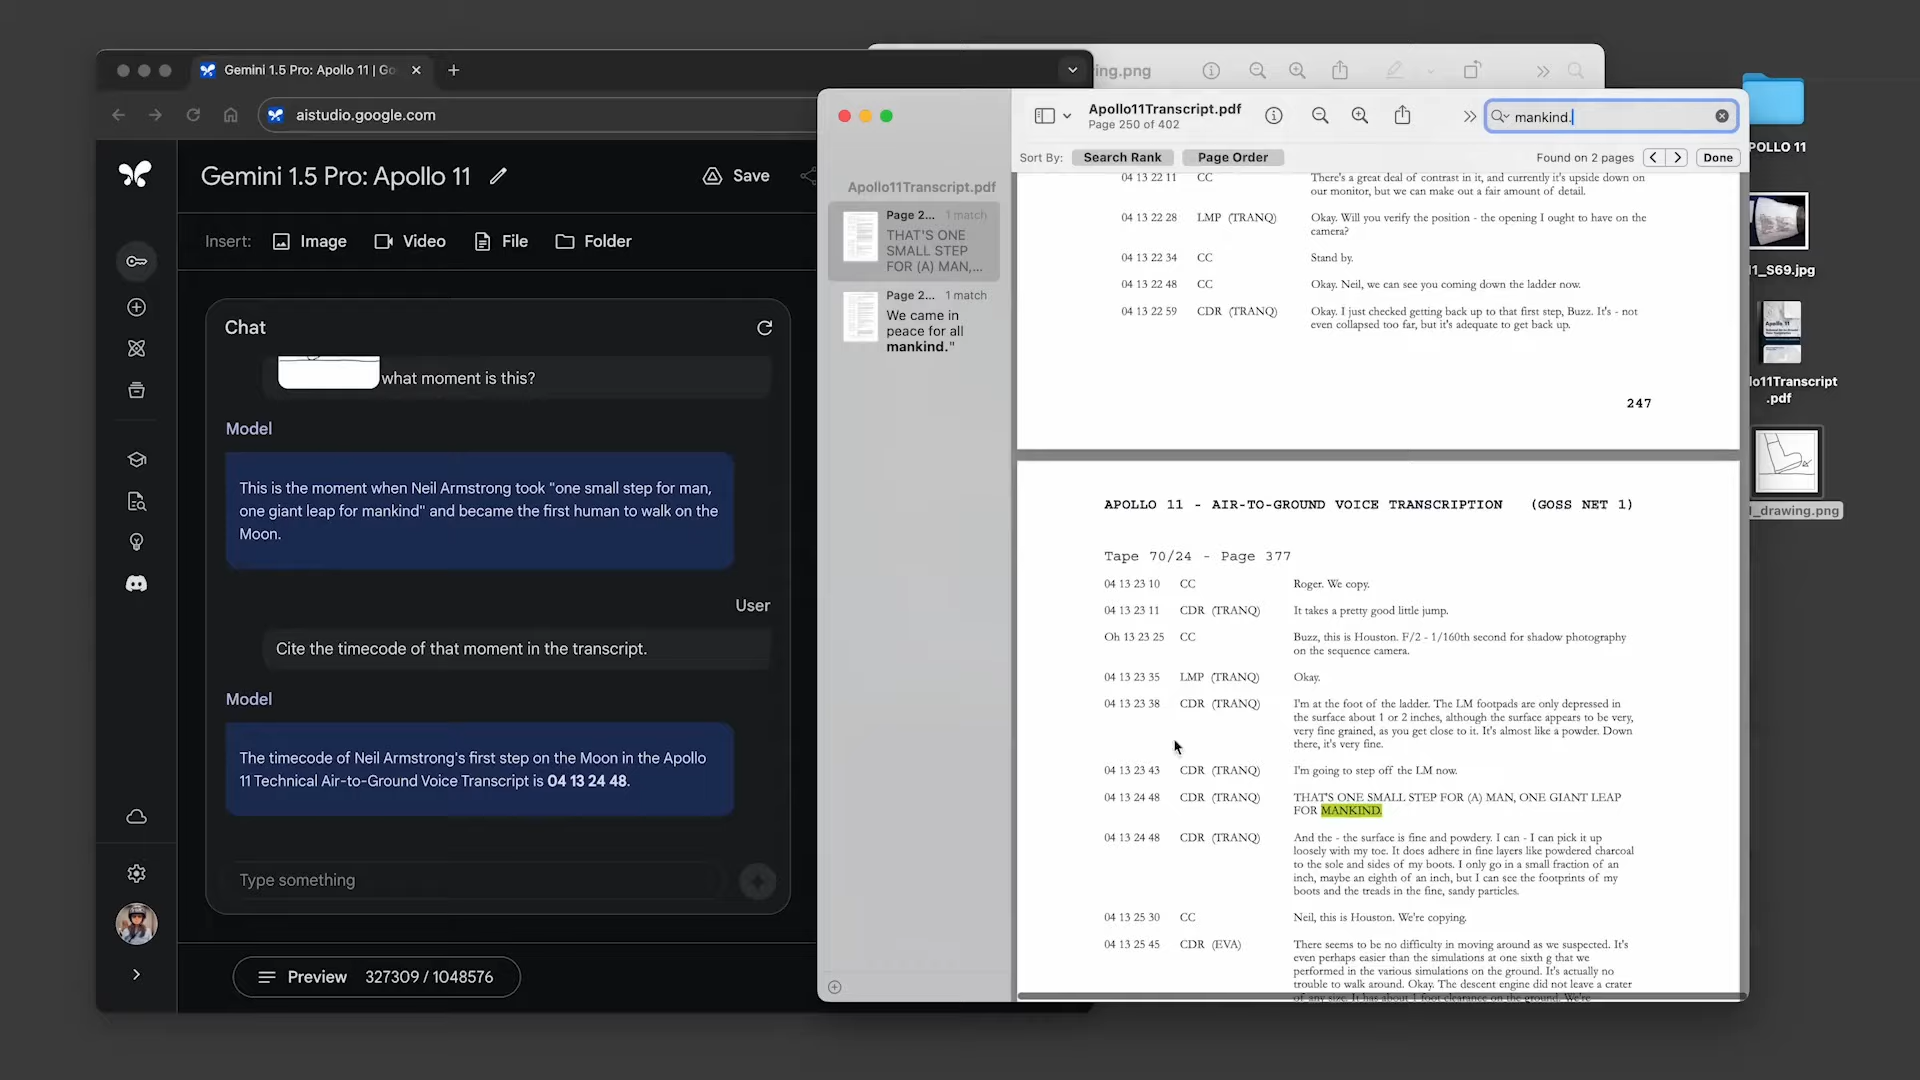 Gemini 1.5 Pro: Apollo 11 | Go
aistudio.google.com
Gemini 1.5 Pro: Apollo 11
Save
Insert:
Image
Video
File
Folder
Chat
what moment is this?
Model
This is the moment when Neil Armstrong took "one small step for man,
one giant leap for mankind" and became the first human to walk on the
Moon.
User
Cite the timecode of that moment in the transcript.
Model
The timecode of Neil Armstrong's first step on the Moon in the Apollo
11 Technical Air-to-Ground Voice Transcript is 04 13 24 48.
Type something
Preview 327309 / 1048576
ing.png
Apollo11Transcript.pdf
Page 250 of 402
mankind.
Sort By:
Search Rank
Page Order
Found on 2 pages
Done
Apollo11Transcript.pdf
Page 2... 1 match
THAT'S ONE
SMALL STEP
FOR (A) MAN,...
Page 2... 1 match
We came in
peace for all
mankind."
04 13 22 11 CC There's a great deal of contrast in it, and currently it's upside down on
our monitor, but we can make out a fair amount of detail.
04 13 22 28 LMP (TRANQ) Okay. Will you verify the position - the opening I ought to have on the
camera?
04 13 22 34 CC Stand by.
04 13 22 48 CC Okay. Neil, we can see you coming down the ladder now.
04 13 22 59 CDR (TRANQ) Okay. I just checked getting back up to that first step, Buzz. It's - not
even collapsed too far, but it's adequate to get back up.
247
APOLLO 11 - AIR-TO-GROUND VOICE TRANSCRIPTION (GOSS NET 1)
Tape 70/24 - Page 377
04 13 23 10 CC Roger. We copy.
04 13 23 11 CDR (TRANQ) It takes a pretty good little jump.
Oh 13 23 25 CC Buzz, this is Houston. F/2 - 1/160th second for shadow photography
on the sequence camera.
04 13 23 35 LMP (TRANQ) Okay.
04 13 23 38 CDR (TRANQ) I'm at the foot of the ladder. The LM footpads are only depressed in
the surface about 1 or 2 inches, although the surface appears to be very,
very fine grained, as you get close to it. It's almost like a powder. Down
there, it's very fine.
04 13 23 43 CDR (TRANQ) I'm going to step off the LM now.
04 13 24 48 CDR (TRANQ) THAT'S ONE SMALL STEP FOR (A) MAN, ONE GIANT LEAP
FOR MANKIND.
04 13 24 48 CDR (TRANQ) And the - the surface is fine and powdery. I can - I can pick it up
loosely with my toe. It does adhere in fine layers like powdered charcoal
to the sole and sides of my boots. I only go in a small fraction of an
inch, maybe an eighth of an inch, but I can see the footprints of my
boots and the treads in the fine, sandy particles.
04 13 25 30 CC Neil, this is Houston. We're copying.
04 13 25 45 CDR (EVA) There seems to be no difficulty in moving around as we suspected. It's
even perhaps easier than the simulations at one sixth g that we
performed in the various simulations on the ground. It's actually no
trouble to walk around. Okay. The descent engine did not leave a crater
of any size. It has about 1 foot clearance on the ground. We're
POLLO 11
11_S69.jpg
llo11Transcript
.pdf
1_drawing.png